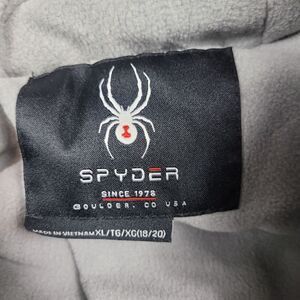 SPYDER
SINCE 1978
BOULDER, CO USA
MADE IN VIETNAM XL/TG/XG(18/20)